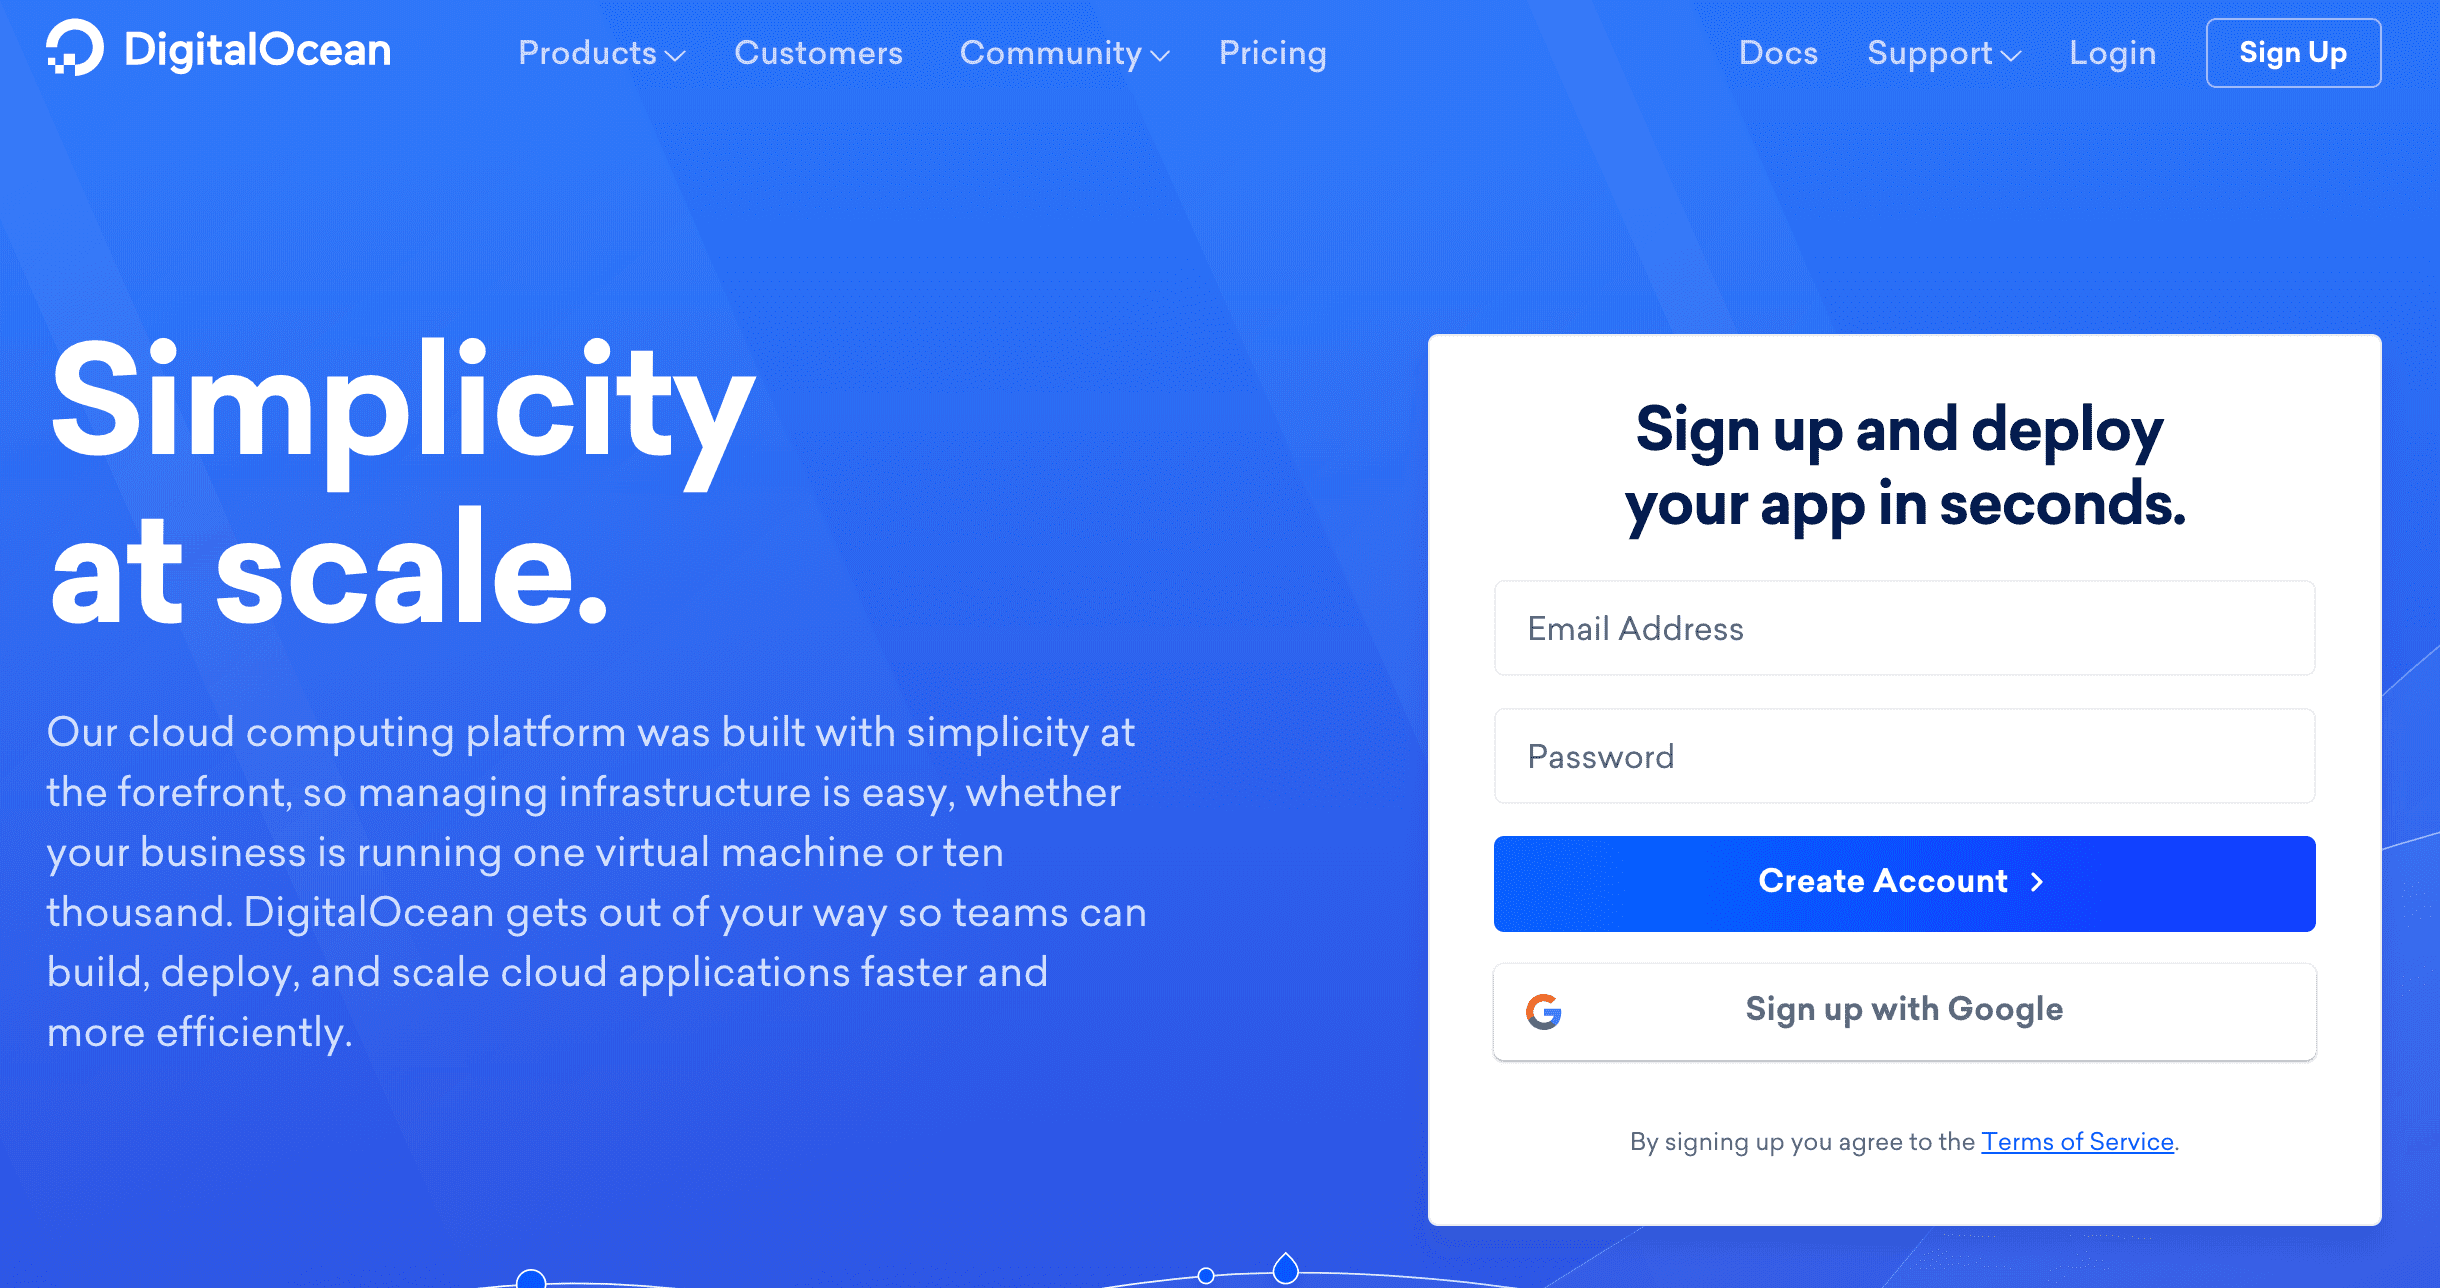 DigitalOcean
Products
Customers
Community
Pricing
Docs
Support
Login
Sign Up
Simplicity
at scale.
Our cloud computing platform was built with simplicity at
the forefront, so managing infrastructure is easy, whether
your business is running one virtual machine or ten
thousand. DigitalOcean gets out of your way so teams can
build, deploy, and scale cloud applications faster and
more efficiently.
Sign up and deploy
your app in seconds.
Email Address
Password
Create Account
Sign up with Google
By signing up you agree to the Terms of Service.